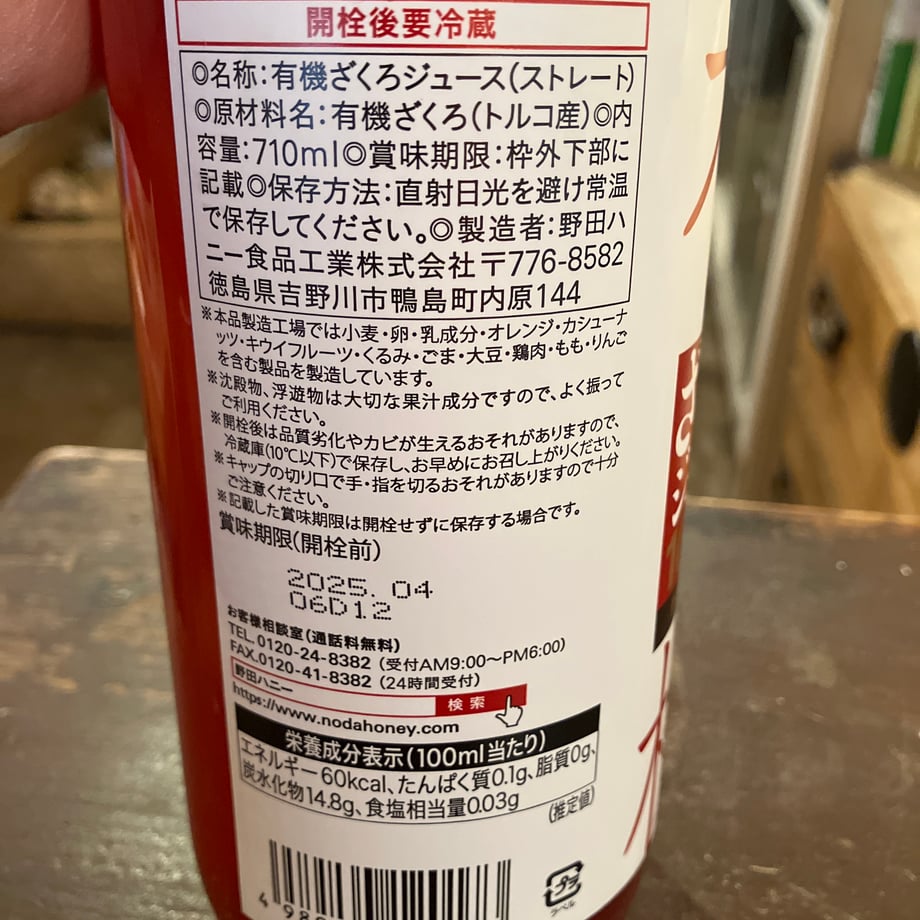 開栓後要冷蔵
◎名称:有機ざくろジュース(ストレート)
◎原材料名:有機ざくろ(トルコ産)◎内
容量:710ml◎賞味期限:枠外下部に
記載◎保存方法:直射日光を避け常温
で保存してください。◎製造者:野田ハ
ニー食品工業株式会社〒776-8582
徳島県吉野川市鴨島町内原144
※本品製造工場では小麦・卵・乳成分・オレンジ・カシューナ
ッツ・キウイフルーツ・くるみ・ごま・大豆・鶏肉・もも・りんご
を含む製品を製造しています。
※沈殿物、浮遊物は大切な果汁成分ですので、よく振って
ご利用ください。
※開栓後は品質劣化やカビが生えるおそれがありますので、
冷蔵庫(10℃以下)で保存し、お早めにお召し上がりください。
※キャップの切り口で手・指を切るおそれがありますので十分
ご注意ください。
※記載した賞味期限は開栓せずに保存する場合です。
賞味期限(開栓前)
2025.04
06D12
お客様相談室(通話料無料)
TEL.0120-24-8382(受付AM9:00〜PM6:00)
FAX.0120-41-8382(24時間受付)
野田ハニー 検索
https://www.nodahoney.com
栄養成分表示(100ml当たり)
エネルギー60kcal、たんぱく質0.1g、脂質0g、
炭水化物14.8g、食塩相当量0.03g
(推定値)
プラ
ラベル